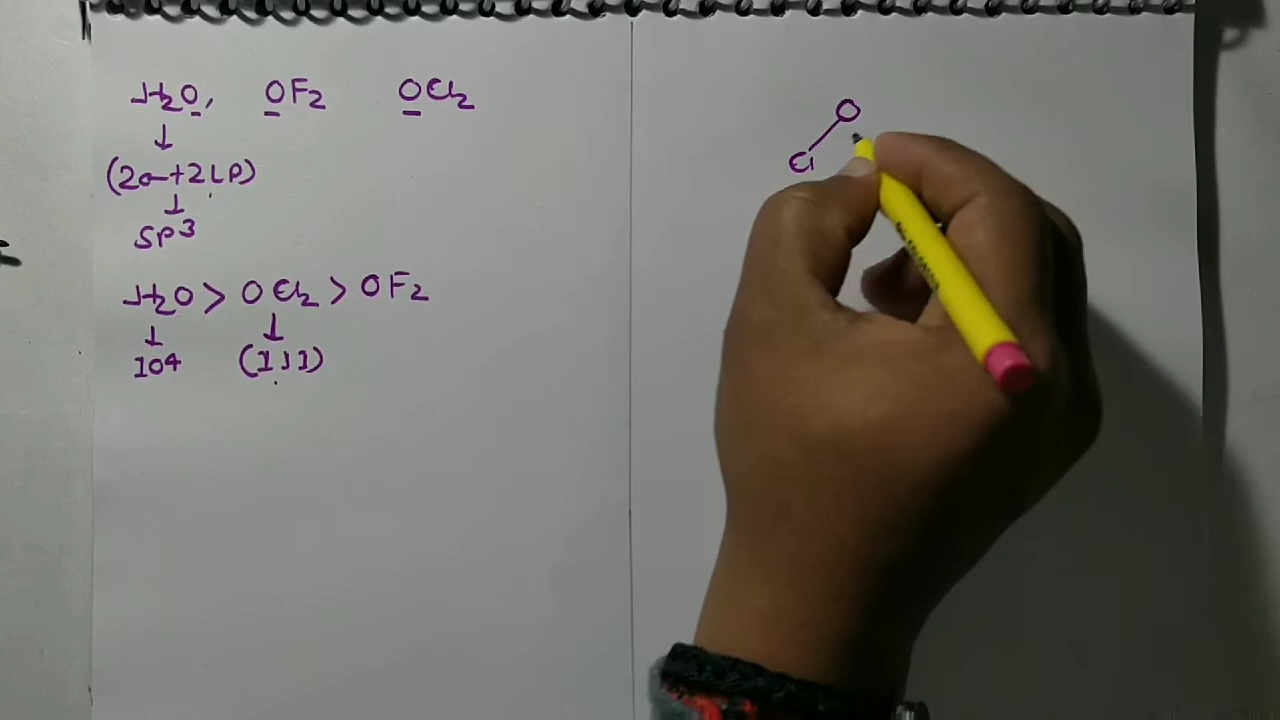 H₂O, OF₂ OCl₂
↓
(2σ+2LP)
↓
SP³
H₂O > OCl₂ > OF₂
↓ ↓
104 (111)
O
Cl